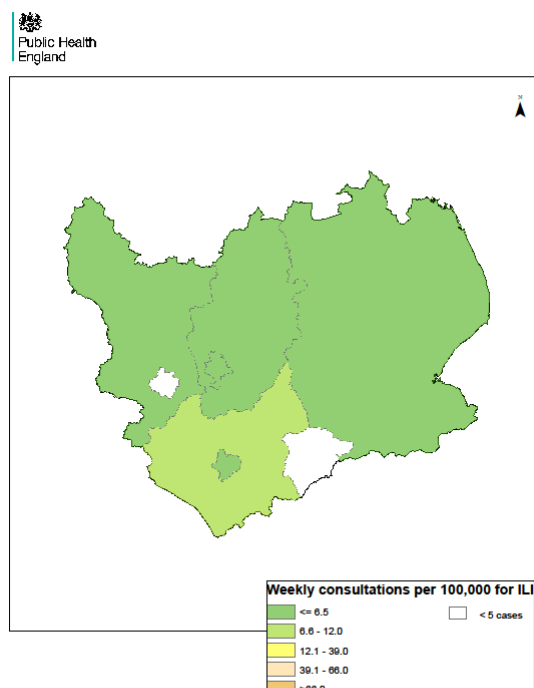 Public Health
England
N
Weekly consultations per 100,000 for ILI
<= 6.5
< 5 cases
6.6 - 12.0
12.1 - 39.0
39.1 - 66.0